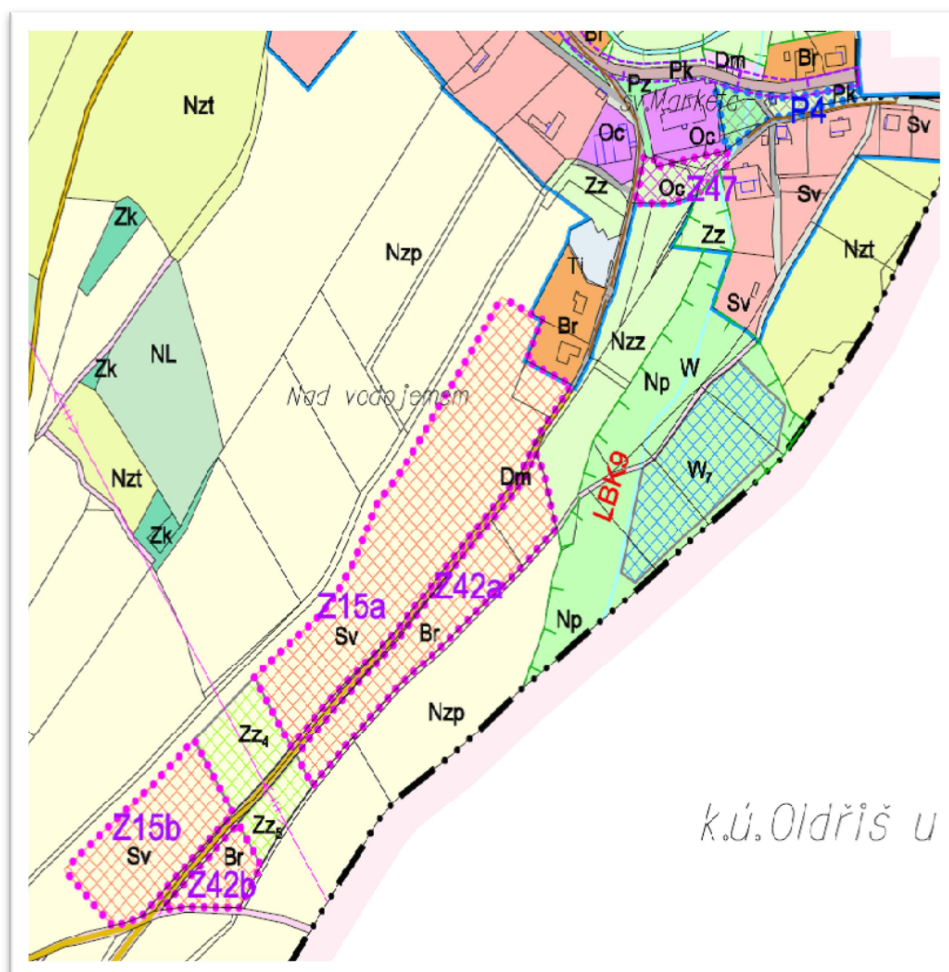 Br
Dm
Br
Pk
Pz
Pk
sv.Markéta
P4
Nzt
Oc
Oc
Sv
Zz
Oc
Z47
Sv
Zk
Zz
Nzt
Nzp
Ti
Sv
NL
Br
Nzz
W
Zk
Np
Nad vodojemem
Nzt
Dm
LBK9
W7
Zk
Z15a
Z42a
Sv
Br
Np
Nzp
Zz4
Z15b
Zz5
k.ú.Oldřiš u
Sv
Br
Z42b